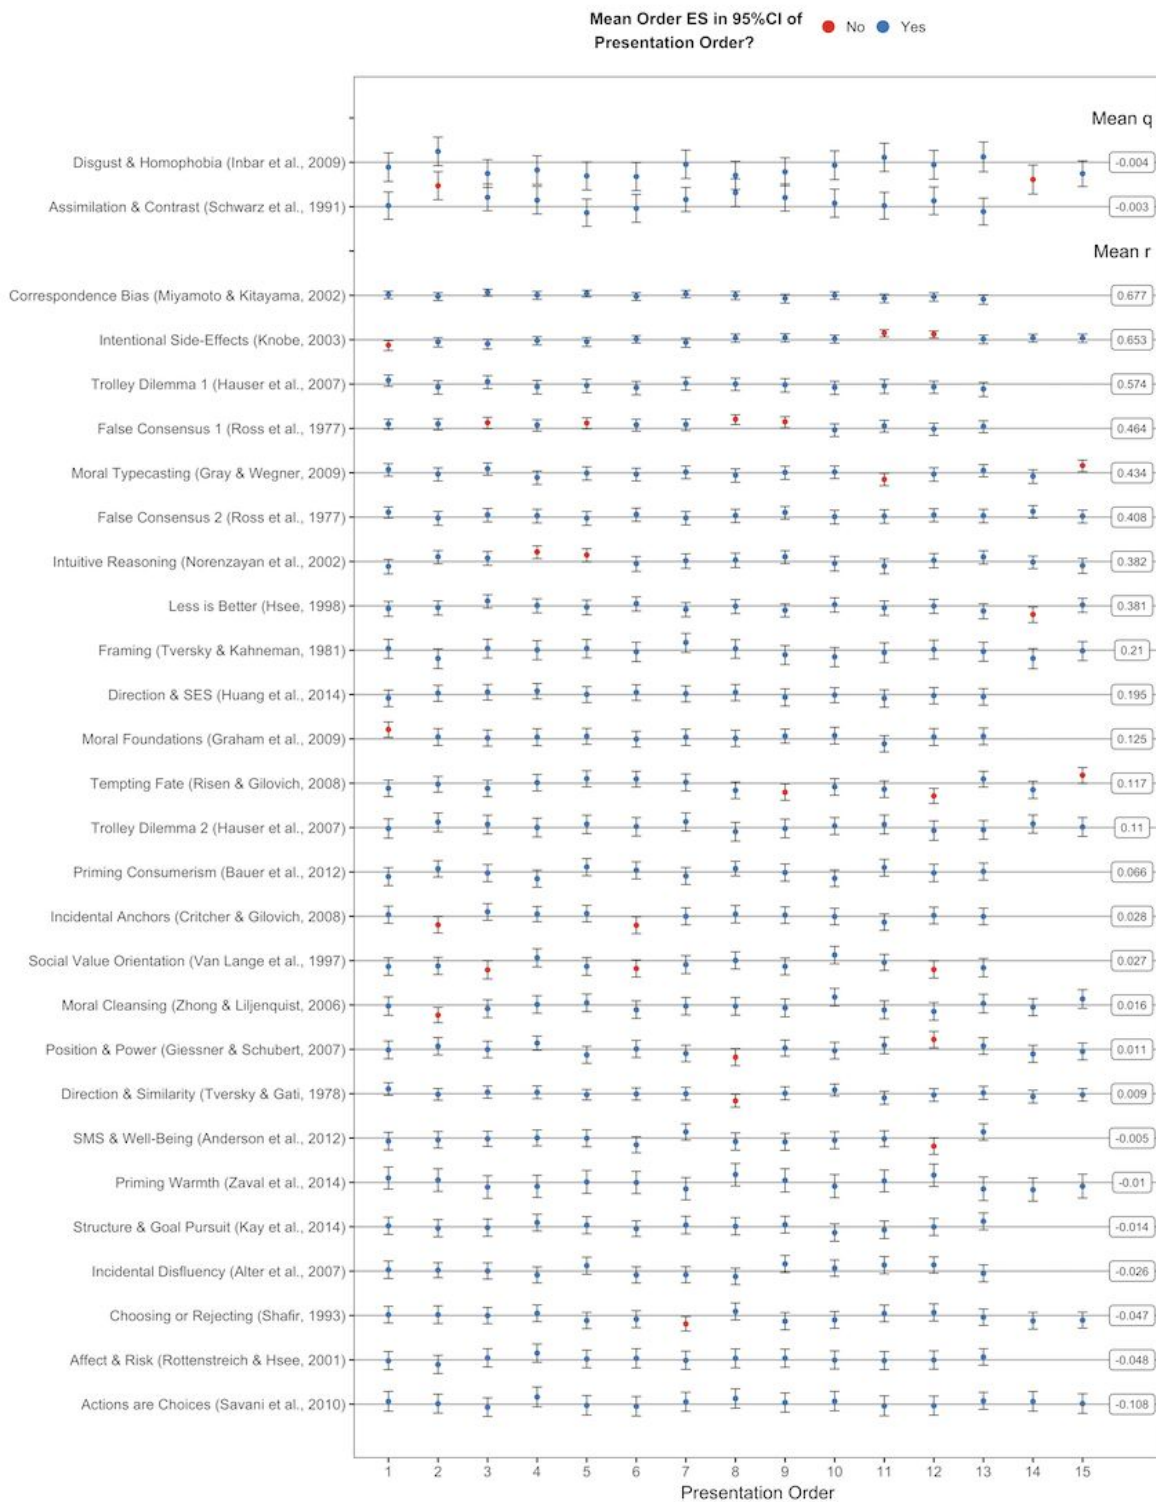 Mean Order ES in 95%CI of
Presentation Order?
No Yes
Mean q
Disgust & Homophobia (Inbar et al., 2009) -0.004
Assimilation & Contrast (Schwarz et al., 1991) -0.003
Mean r
Correspondence Bias (Miyamoto & Kitayama, 2002) 0.677
Intentional Side-Effects (Knobe, 2003) 0.653
Trolley Dilemma 1 (Hauser et al., 2007) 0.574
False Consensus 1 (Ross et al., 1977) 0.464
Moral Typecasting (Gray & Wegner, 2009) 0.434
False Consensus 2 (Ross et al., 1977) 0.408
Intuitive Reasoning (Norenzayan et al., 2002) 0.382
Less is Better (Hsee, 1998) 0.381
Framing (Tversky & Kahneman, 1981) 0.21
Direction & SES (Huang et al., 2014) 0.195
Moral Foundations (Graham et al., 2009) 0.125
Tempting Fate (Risen & Gilovich, 2008) 0.117
Trolley Dilemma 2 (Hauser et al., 2007) 0.11
Priming Consumerism (Bauer et al., 2012) 0.066
Incidental Anchors (Critcher & Gilovich, 2008) 0.028
Social Value Orientation (Van Lange et al., 1997) 0.027
Moral Cleansing (Zhong & Liljenquist, 2006) 0.016
Position & Power (Giessner & Schubert, 2007) 0.011
Direction & Similarity (Tversky & Gati, 1978) 0.009
SMS & Well-Being (Anderson et al., 2012) -0.005
Priming Warmth (Zaval et al., 2014) -0.01
Structure & Goal Pursuit (Kay et al., 2014) -0.014
Incidental Disfluency (Alter et al., 2007) -0.026
Choosing or Rejecting (Shafir, 1993) -0.047
Affect & Risk (Rottenstreich & Hsee, 2001) -0.048
Actions are Choices (Savani et al., 2010) -0.108
1 2 3 4 5 6 7 8 9 10 11 12 13 14 15
Presentation Order